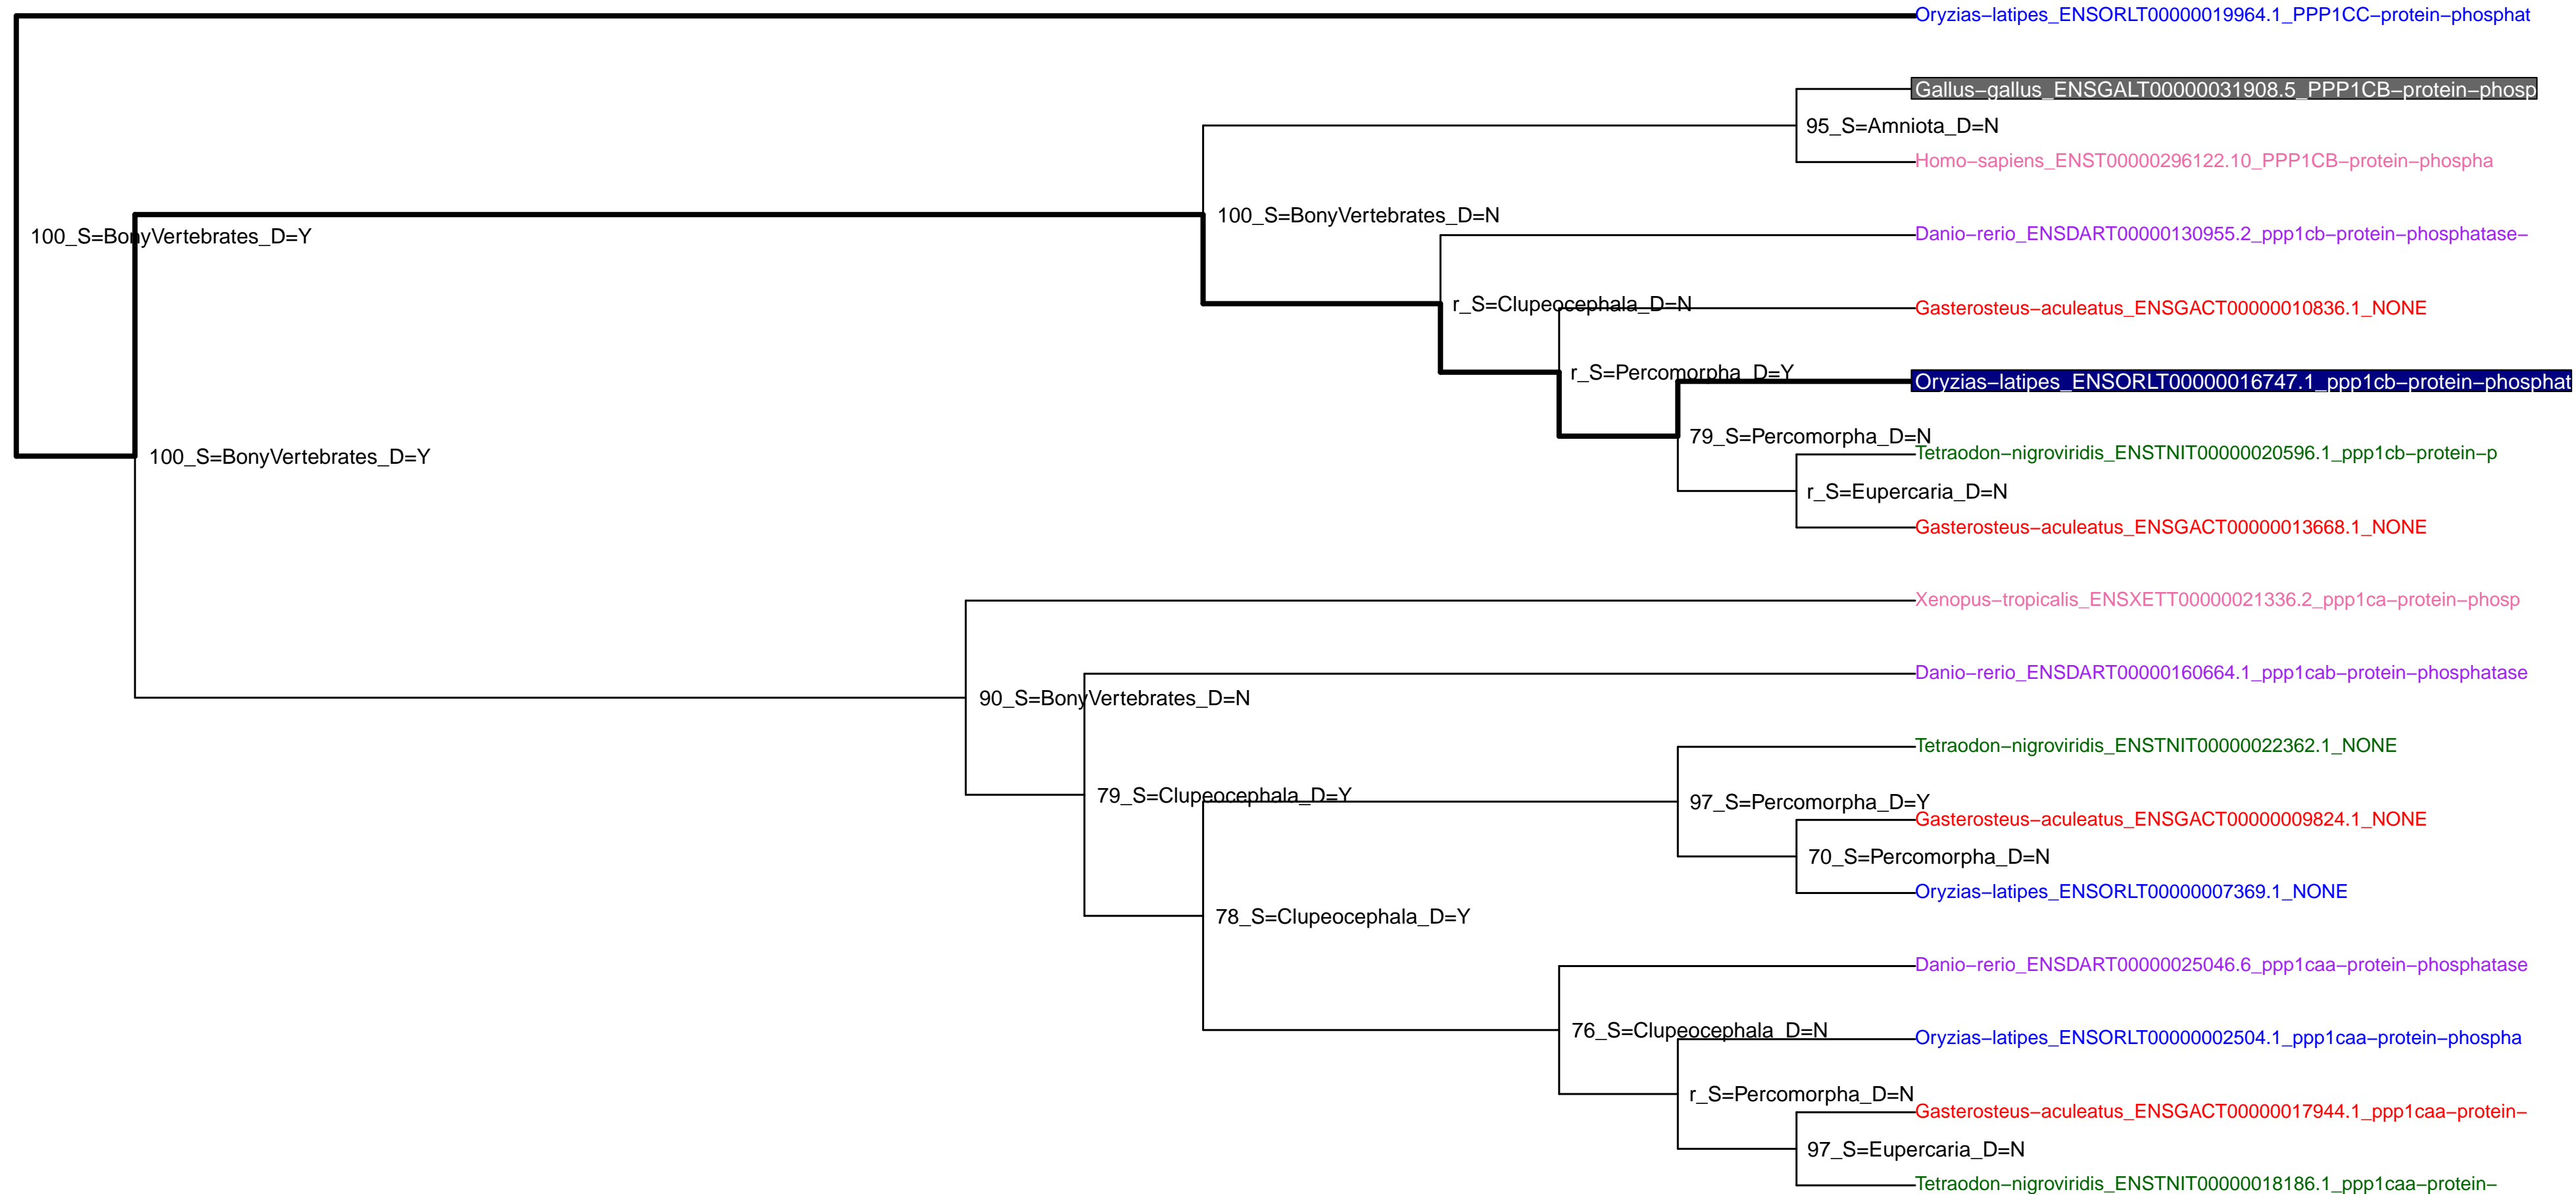 Oryzias−latipes_ENSORLT00000019964.1_PPP1CC−protein−phosphat
Gallus−gallus_ENSGALT00000031908.5_PPP1CB−protein−phosp
95_S=Amniota_D=N
Homo−sapiens_ENST00000296122.10_PPP1CB−protein−phospha
100_S=BonyVertebrates_D=N
100_S=BonyVertebrates_D=Y
Danio−rerio_ENSDART00000130955.2_ppp1cb−protein−phosphatase−
r_S=Clupeocephala_D=N
Gasterosteus−aculeatus_ENSGACT00000010836.1_NONE
r_S=Percomorpha_D=Y
Oryzias−latipes_ENSORLT00000016747.1_ppp1cb−protein−phosphat
79_S=Percomorpha_D=N
Tetraodon−nigroviridis_ENSTNIT00000020596.1_ppp1cb−protein−p
100_S=BonyVertebrates_D=Y
r_S=Eupercaria_D=N
Gasterosteus−aculeatus_ENSGACT00000013668.1_NONE
Xenopus−tropicalis_ENSXETT00000021336.2_ppp1ca−protein−phosp
Danio−rerio_ENSDART00000160664.1_ppp1cab−protein−phosphatase
90_S=BonyVertebrates_D=N
Tetraodon−nigroviridis_ENSTNIT00000022362.1_NONE
79_S=Clupeocephala_D=Y
97_S=Percomorpha_D=Y
Gasterosteus−aculeatus_ENSGACT00000009824.1_NONE
70_S=Percomorpha_D=N
Oryzias−latipes_ENSORLT00000007369.1_NONE
78_S=Clupeocephala_D=Y
Danio−rerio_ENSDART00000025046.6_ppp1caa−protein−phosphatase
76_S=Clupeocephala_D=N
Oryzias−latipes_ENSORLT00000002504.1_ppp1caa−protein−phospha
r_S=Percomorpha_D=N
Gasterosteus−aculeatus_ENSGACT00000017944.1_ppp1caa−protein−
97_S=Eupercaria_D=N
Tetraodon−nigroviridis_ENSTNIT00000018186.1_ppp1caa−protein−